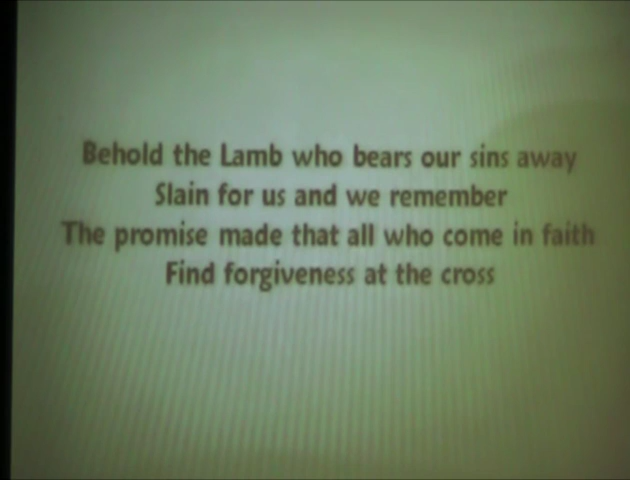 Behold the Lamb who bears our sins away
Slain for us and we remember
The promise made that all who come in faith
Find forgiveness at the cross